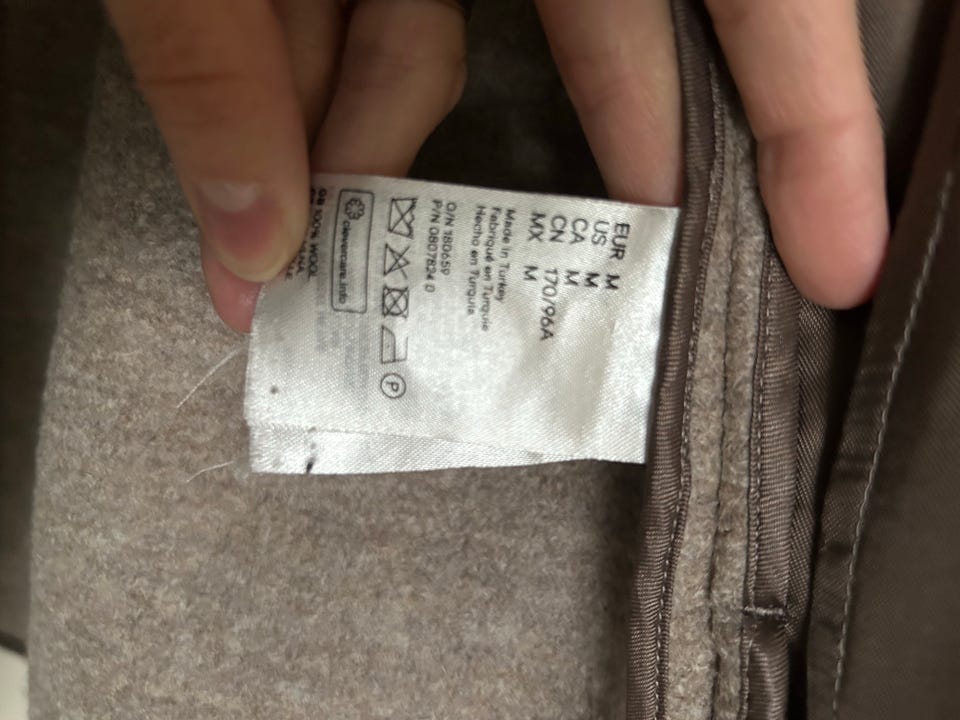 EUR M
US M
CA M
CN 170/96A
MX M
Made in Turkey
Fabriqué en Turquie
Hecho en Turquía
O/N 180659
P/N 0807824 0
P
clevercare.info
GB 100% WOOL